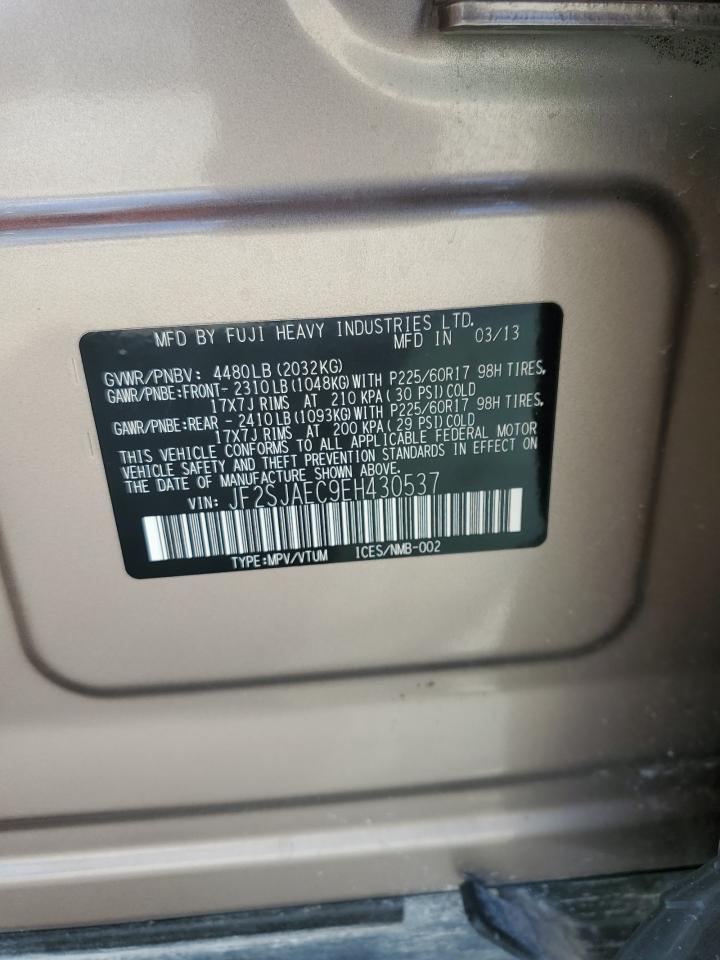 MFD BY FUJI HEAVY INDUSTRIES LTD.
MFD IN 03/13
GVWR/PNBV: 4480LB(2032KG)
GAWR/PNBE:FRONT- 2310LB(1048KG)WITH P225/60R17 98H TIRES,
17X7J RIMS AT 210 KPA(30 PSI)COLD
GAWR/PNBE:REAR - 2410LB(1093KG)WITH P225/60R17 98H TIRES,
17X7J RIMS AT 200 KPA(29 PSI)COLD
THIS VEHICLE CONFORMS TO ALL APPLICABLE FEDERAL MOTOR
VEHICLE SAFETY AND THEFT PREVENTION STANDARDS IN EFFECT ON
THE DATE OF MANUFACTURE SHOWN ABOVE.
VIN: JF2SJAEC9EH430537
TYPE:MPV/VTUM ICES/NMB-002